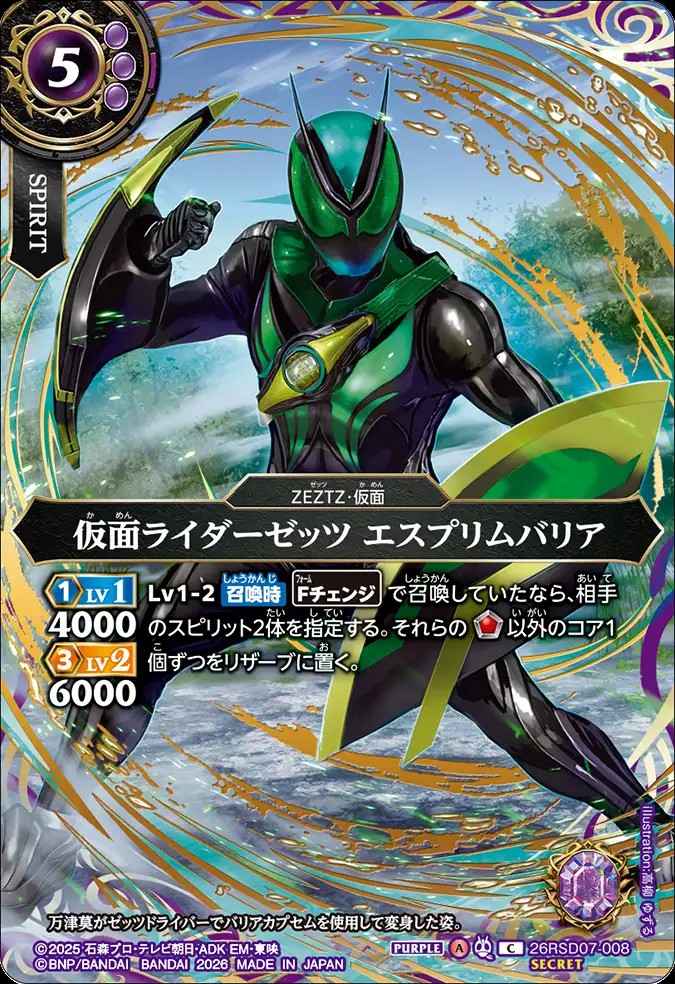 5
SPIRIT
ZEZTZ・仮面
仮面ライダーゼッツ エスプリムバリア
1 LV1
4000
3 LV2
6000
Lv1-2 召喚時 Fチェンジ で召喚していたなら、相手
のスピリット2体を指定する。それらの 以外のコア1
個ずつをリザーブに置く。
illustration:高柳 ゆずる
万津莫がゼッツドライバーでバリアカプセムを使用して変身した姿。
©2025 石森プロ・テレビ朝日・ADK EM・東映
©BNP/BANDAI BANDAI 2026 MADE IN JAPAN
PURPLE A C 26RSD07-008
SECRET